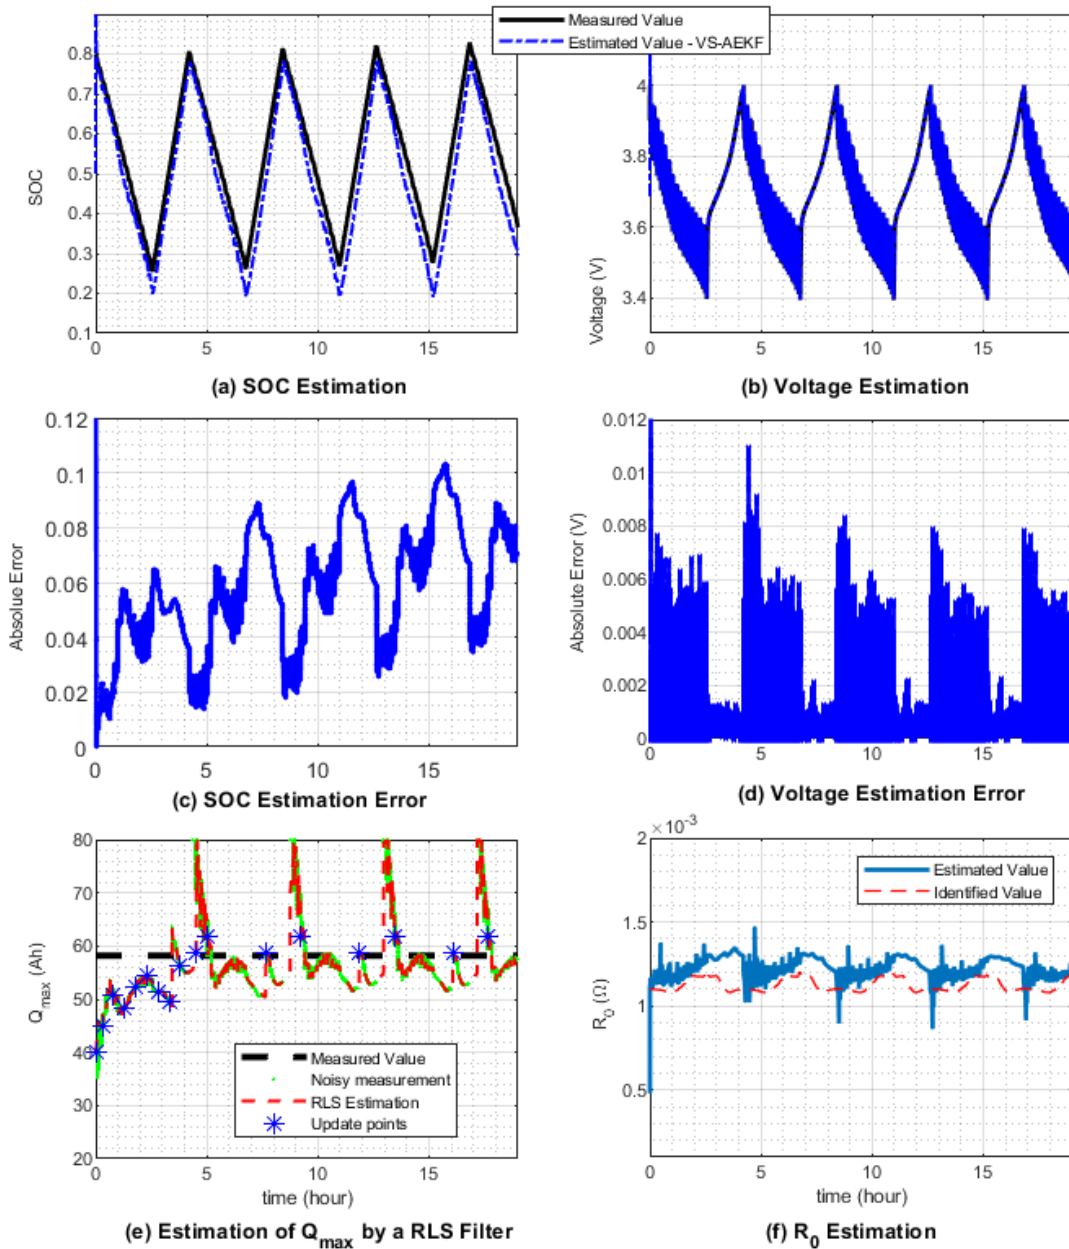 Measured Value
Estimated Value - VS-AEKF
0.8
0.7
0.6
0.5
0.4
0.3
0.2
0.1
SOC
0 5 10 15
(a) SOC Estimation
4
3.8
3.6
3.4
Voltage (V)
0 5 10 15
(b) Voltage Estimation
0.12
0.1
0.08
0.06
0.04
0.02
0
Absolue Error
0 5 10 15
(c) SOC Estimation Error
0.012
0.01
0.008
0.006
0.004
0.002
0
Absolute Error (V)
0 5 10 15
(d) Voltage Estimation Error
80
70
60
50
40
30
20
Q_max (Ah)
Measured Value
Noisy measurement
RLS Estimation
Update points
0 5 10 15
time (hour)
(e) Estimation of Q_max by a RLS Filter
2 ×10^-3
1.5
1
0.5
R_0 (Ω)
Estimated Value
Identified Value
0 5 10 15
time (hour)
(f) R_0 Estimation